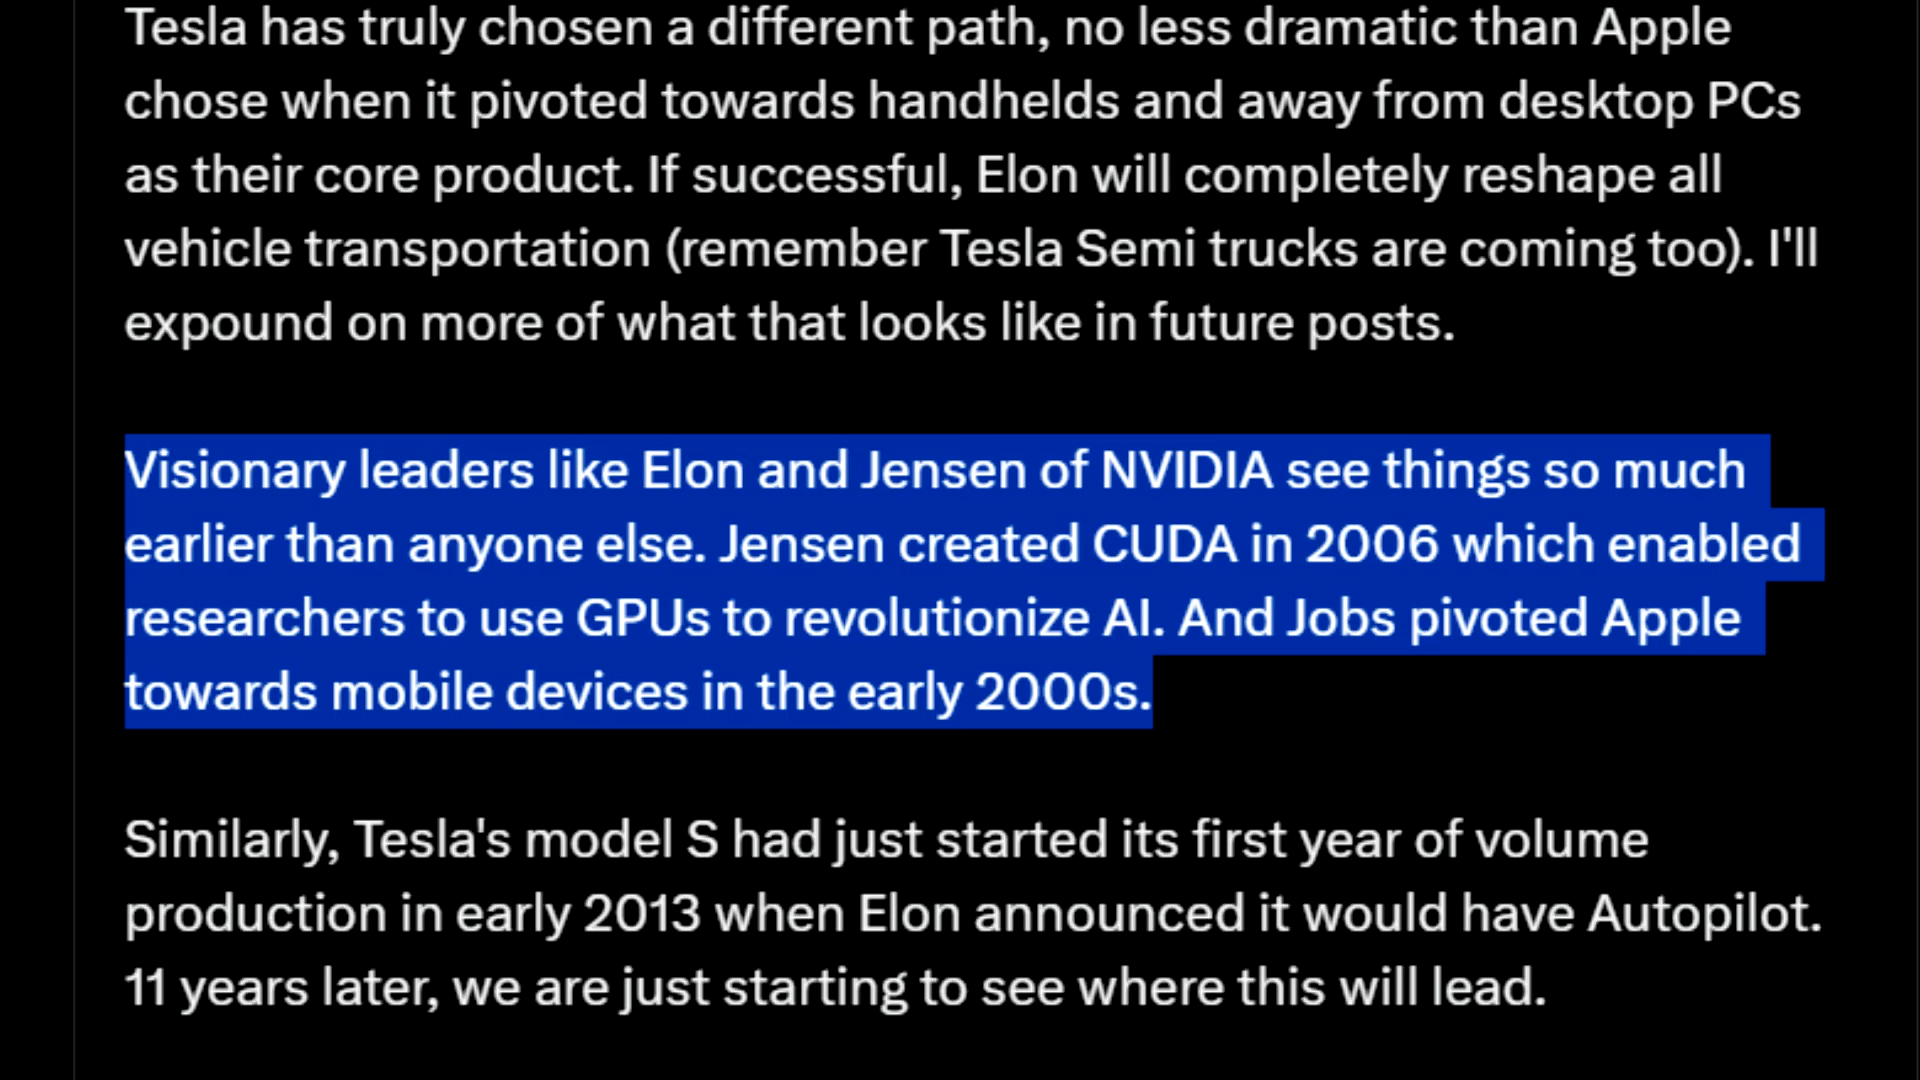 Tesla has truly chosen a different path, no less dramatic than Apple
chose when it pivoted towards handhelds and away from desktop PCs
as their core product. If successful, Elon will completely reshape all
vehicle transportation (remember Tesla Semi trucks are coming too). I'll
expound on more of what that looks like in future posts.
Visionary leaders like Elon and Jensen of NVIDIA see things so much
earlier than anyone else. Jensen created CUDA in 2006 which enabled
researchers to use GPUs to revolutionize AI. And Jobs pivoted Apple
towards mobile devices in the early 2000s.
Similarly, Tesla's model S had just started its first year of volume
production in early 2013 when Elon announced it would have Autopilot.
11 years later, we are just starting to see where this will lead.